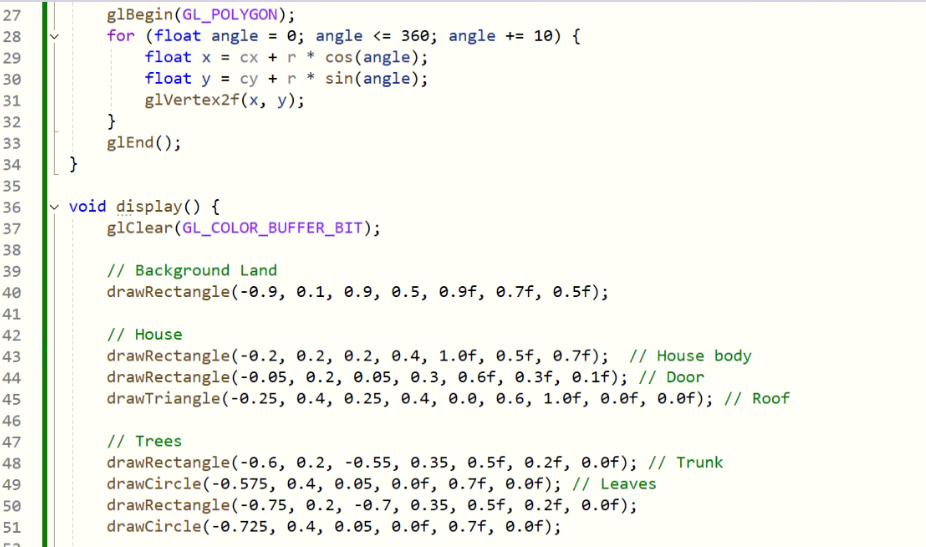 27 glBegin(GL_POLYGON);
28 for (float angle = 0; angle <= 360; angle += 10) {
29 float x = cx + r * cos(angle);
30 float y = cy + r * sin(angle);
31 glVertex2f(x, y);
32 }
33 glEnd();
34 }
35
36 void display() {
37 glClear(GL_COLOR_BUFFER_BIT);
38
39 // Background Land
40 drawRectangle(-0.9, 0.1, 0.9, 0.5, 0.9f, 0.7f, 0.5f);
41
42 // House
43 drawRectangle(-0.2, 0.2, 0.2, 0.4, 1.0f, 0.5f, 0.7f);  // House body
44 drawRectangle(-0.05, 0.2, 0.05, 0.3, 0.6f, 0.3f, 0.1f); // Door
45 drawTriangle(-0.25, 0.4, 0.25, 0.4, 0.0, 0.6, 1.0f, 0.0f, 0.0f); // Roof
46
47 // Trees
48 drawRectangle(-0.6, 0.2, -0.55, 0.35, 0.5f, 0.2f, 0.0f); // Trunk
49 drawCircle(-0.575, 0.4, 0.05, 0.0f, 0.7f, 0.0f); // Leaves
50 drawRectangle(-0.75, 0.2, -0.7, 0.35, 0.5f, 0.2f, 0.0f);
51 drawCircle(-0.725, 0.4, 0.05, 0.0f, 0.7f, 0.0f);